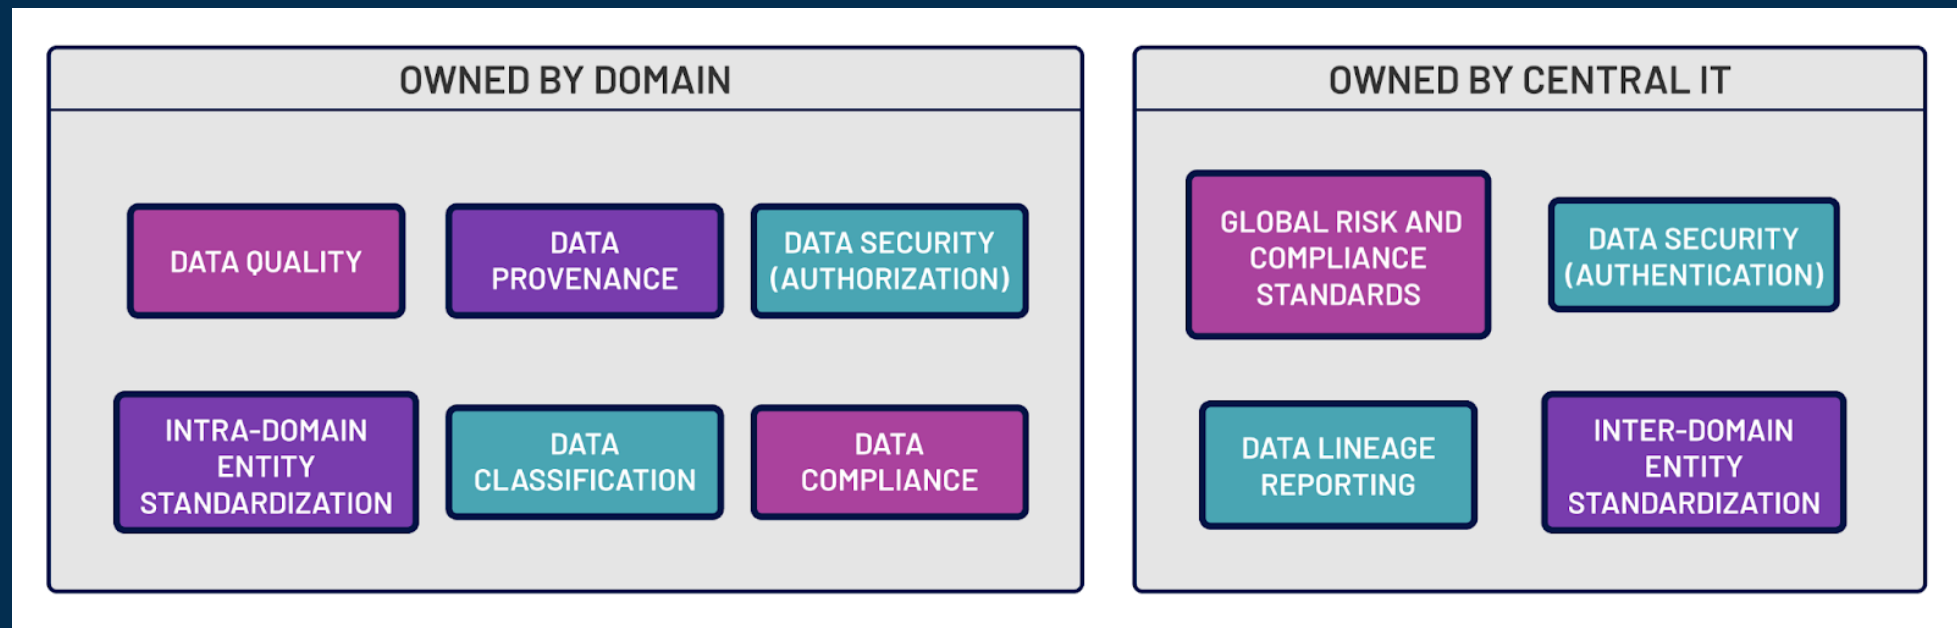 OWNED BY DOMAIN
DATA QUALITY
DATA
PROVENANCE
DATA SECURITY
(AUTHORIZATION)
INTRA-DOMAIN
ENTITY
STANDARDIZATION
DATA
CLASSIFICATION
DATA
COMPLIANCE
OWNED BY CENTRAL IT
GLOBAL RISK AND
COMPLIANCE
STANDARDS
DATA SECURITY
(AUTHENTICATION)
DATA LINEAGE
REPORTING
INTER-DOMAIN
ENTITY
STANDARDIZATION